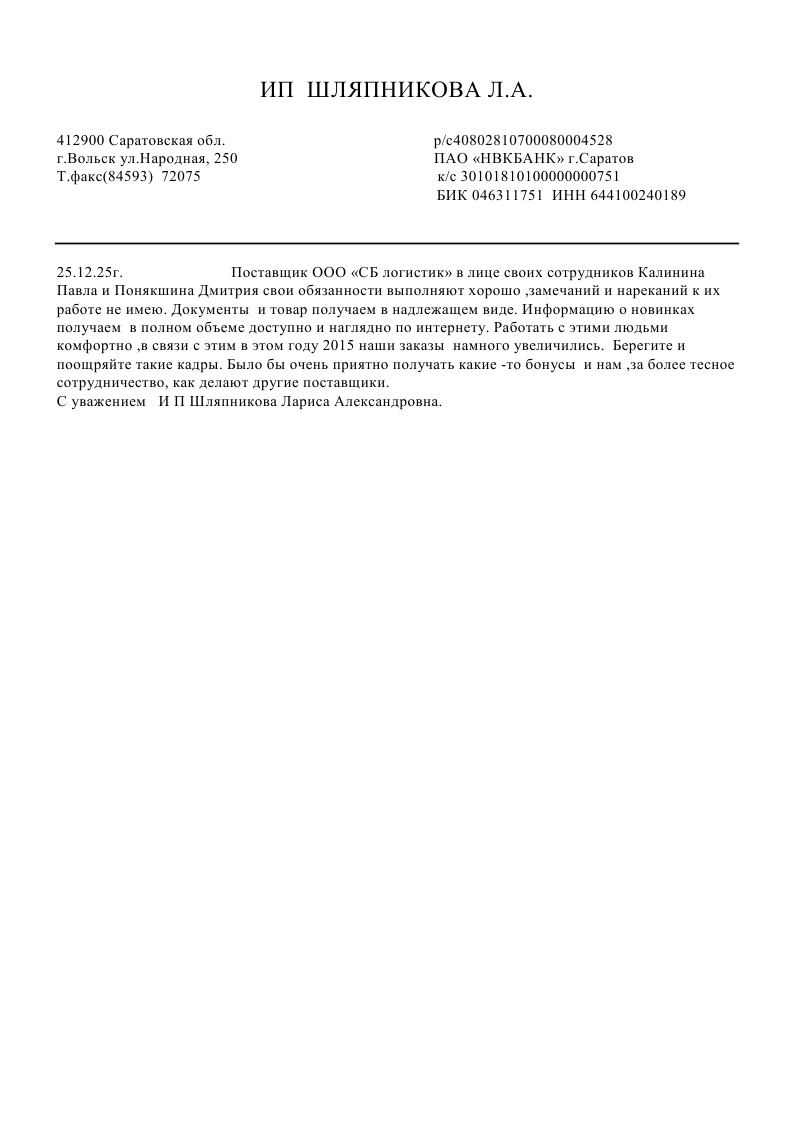 ИП  ШЛЯПНИКОВА Л.А.
412900 Саратовская обл.
г.Вольск ул.Народная, 250
Т.факс(84593)  72075
р/с40802810700080004528
ПАО «НВКБАНК» г.Саратов
к/с 30101810100000000751
БИК 046311751  ИНН 644100240189
25.12.25г.                         Поставщик ООО «СБ логистик» в лице своих сотрудников Калинина
Павла и Понякшина Дмитрия свои обязанности выполняют хорошо ,замечаний и нареканий к их
работе не имею. Документы  и товар получаем в надлежащем виде. Информацию о новинках
получаем  в полном объеме доступно и наглядно по интернету. Работать с этими людьми
комфортно ,в связи с этим в этом году 2015 наши заказы  намного увеличились.  Берегите и
поощряйте такие кадры. Было бы очень приятно получать какие -то бонусы  и нам ,за более тесное
сотрудничество, как делают другие поставщики.
С уважением   И П Шляпникова Лариса Александровна.